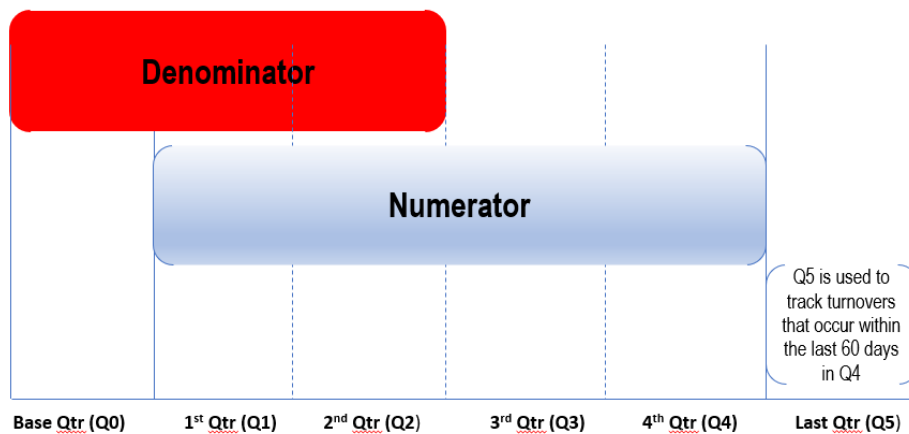 Denominator
Numerator
Q5 is used to
track turnovers
that occur within
the last 60 days
in Q4
Base Qtr (Q0) 1st Qtr (Q1) 2nd Qtr (Q2) 3rd Qtr (Q3) 4th Qtr (Q4) Last Qtr (Q5)